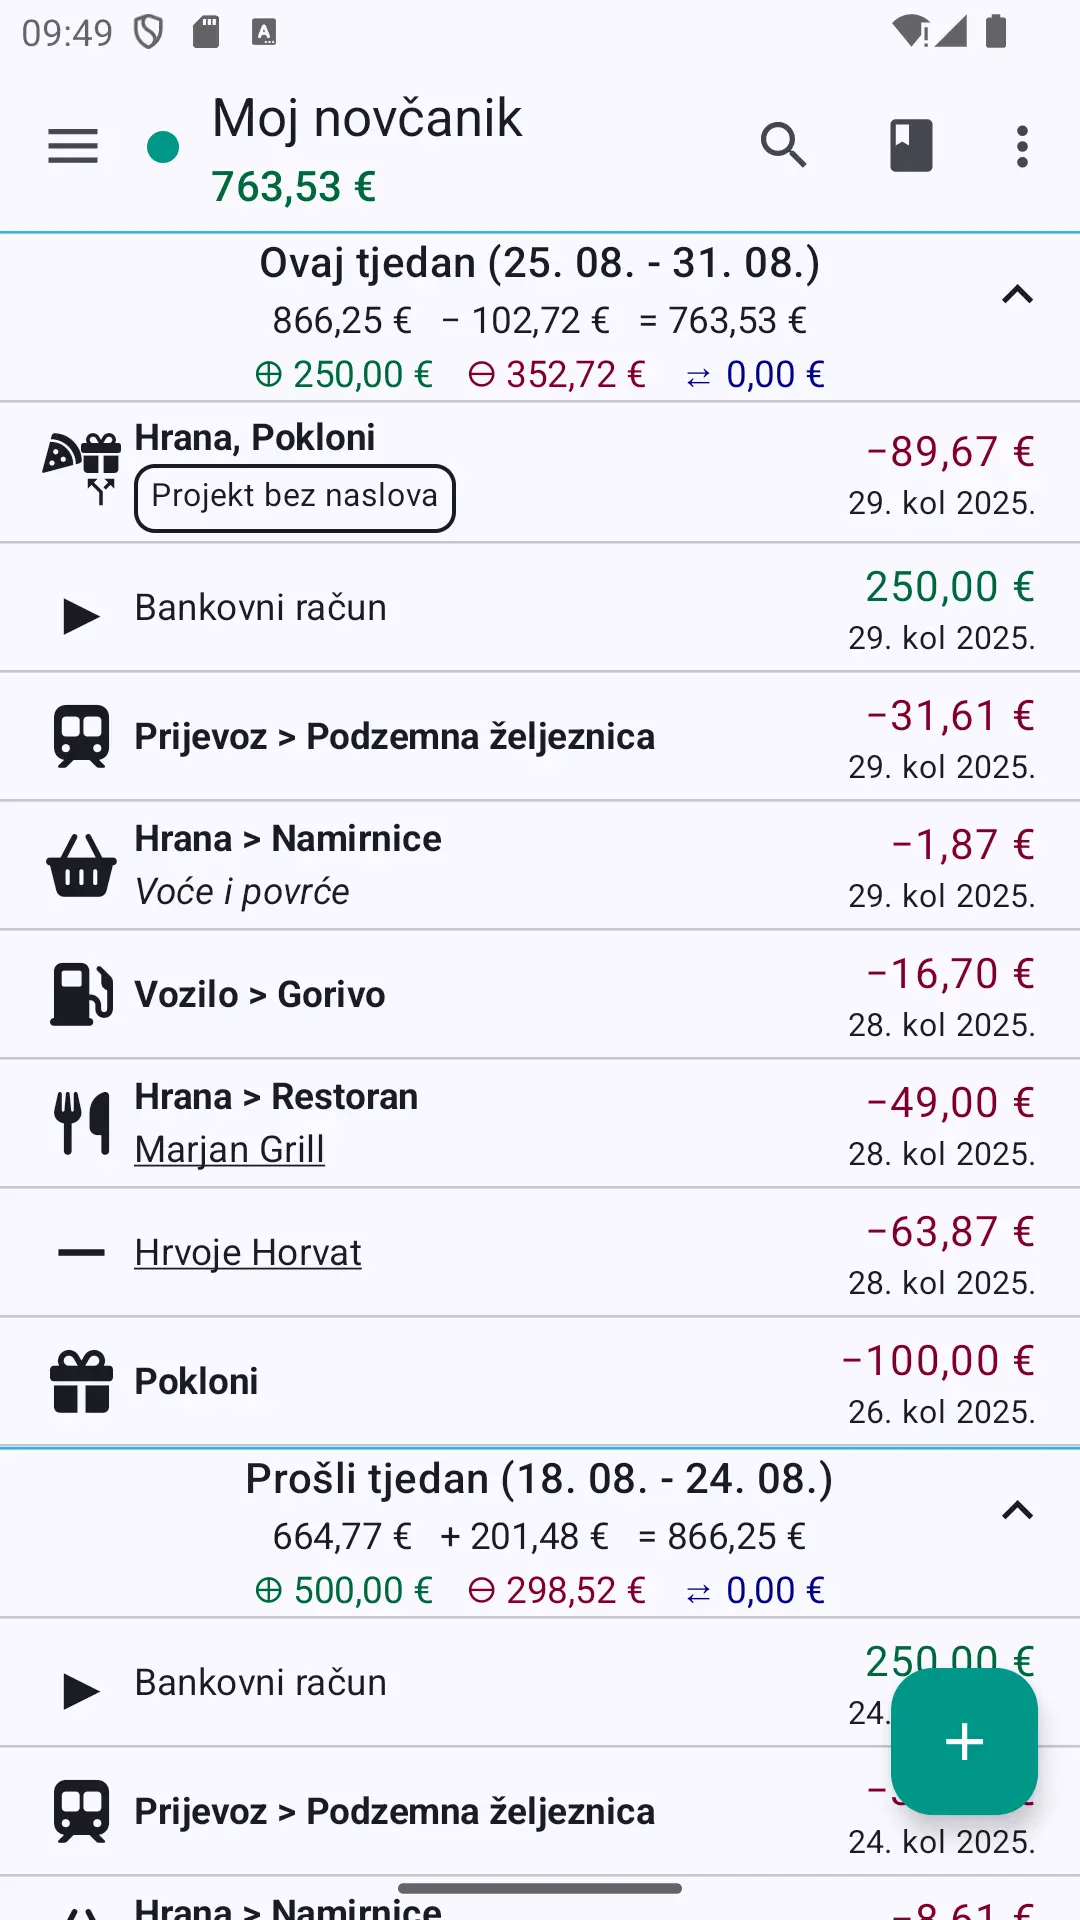 09:49
Moj novčanik
763,53 €
Ovaj tjedan (25. 08. - 31. 08.)
866,25 € − 102,72 € = 763,53 €
⊕ 250,00 € ⊖ 352,72 € ⇄ 0,00 €
Hrana, Pokloni
−89,67 €
Projekt bez naslova
29. kol 2025.
Bankovni račun
250,00 €
29. kol 2025.
Prijevoz > Podzemna željeznica
−31,61 €
29. kol 2025.
Hrana > Namirnice
−1,87 €
Voće i povrće
29. kol 2025.
Vozilo > Gorivo
−16,70 €
28. kol 2025.
Hrana > Restoran
−49,00 €
Marjan Grill
28. kol 2025.
Hrvoje Horvat
−63,87 €
28. kol 2025.
Pokloni
−100,00 €
26. kol 2025.
Prošli tjedan (18. 08. - 24. 08.)
664,77 € + 201,48 € = 866,25 €
⊕ 500,00 € ⊖ 298,52 € ⇄ 0,00 €
Bankovni račun
250,00 €
24.
Prijevoz > Podzemna željeznica
24. kol 2025.
Hrana > Namirnice
−8,61 €